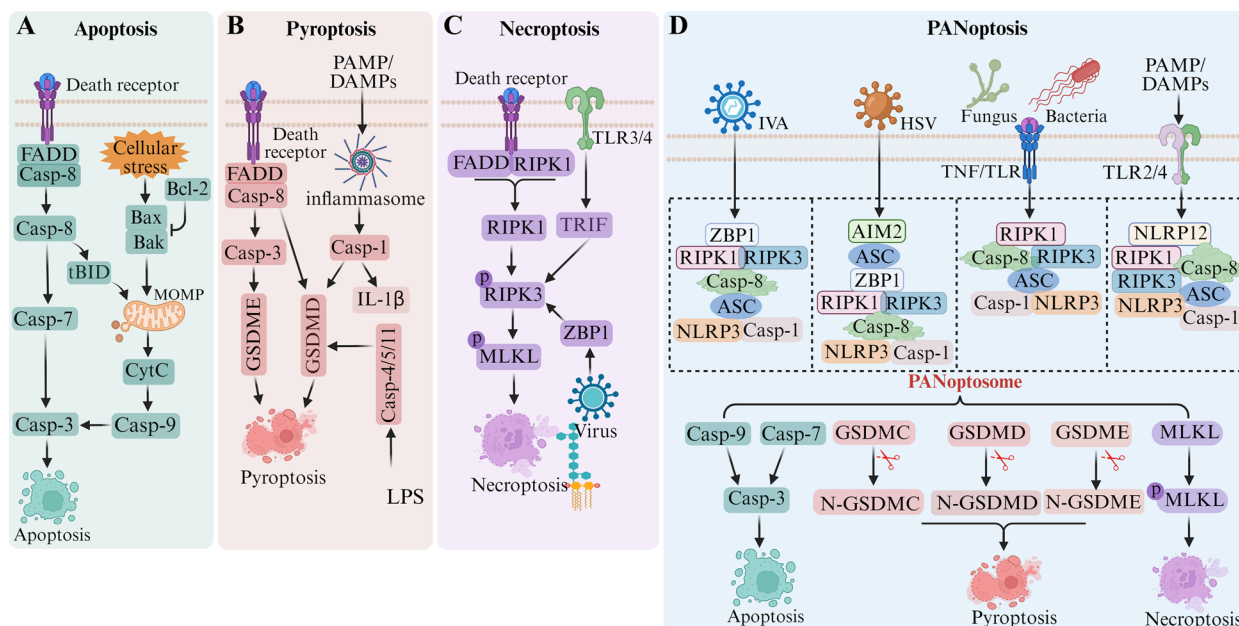 A Apoptosis
Death receptor
FADD
Casp-8
Cellular
stress
Bcl-2
Bax
Bak
Casp-8
tBID
MOMP
Casp-7
CytC
Casp-3
Casp-9
Apoptosis
B Pyroptosis
PAMP/
DAMPs
Death
receptor
FADD
Casp-8
inflammasome
Casp-3
Casp-1
IL-1β
GSDME
GSDMD
Casp-4/5/11
Pyroptosis
LPS
C Necroptosis
Death receptor
TLR3/4
FADD RIPK1
RIPK1
TRIF
p
RIPK3
ZBP1
p
MLKL
Virus
Necroptosis
D PANoptosis
IVA
HSV
Fungus
Bacteria
PAMP/
DAMPs
TNF/TLR
TLR2/4
ZBP1
RIPK1 RIPK3
Casp-8
ASC
NLRP3 Casp-1
AIM2
ASC
ZBP1
RIPK1 RIPK3
Casp-8
NLRP3 Casp-1
RIPK1
Casp-8 RIPK3
ASC
Casp-1 NLRP3
NLRP12
RIPK1
Casp-8
RIPK3
ASC
NLRP3
Casp-1
PANoptosome
Casp-9 Casp-7 GSDMC GSDMD GSDME MLKL
Casp-3 N-GSDMC N-GSDMD N-GSDME p MLKL
Apoptosis Pyroptosis Necroptosis